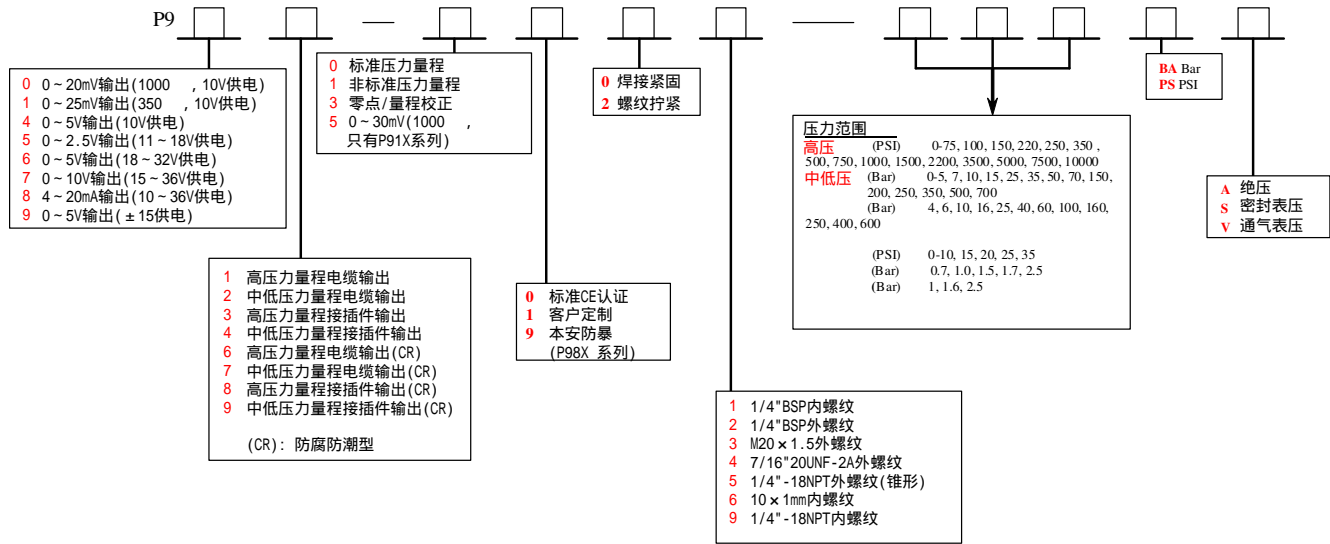 P9
0 0～20mV输出(1000 , 10V供电)
1 0～25mV输出(350 , 10V供电)
4 0～5V输出(10V供电)
5 0～2.5V输出(11～18V供电)
6 0～5V输出(18～32V供电)
7 0～10V输出(15～36V供电)
8 4～20mA输出(10～36V供电)
9 0～5V输出(±15供电)
0 标准压力量程
1 非标准压力量程
3 零点/量程校正
5 0～30mV(1000 ,
只有P91X系列)
0 焊接紧固
2 螺纹拧紧
BA Bar
PS PSI
压力范围
高压 (PSI) 0-75, 100, 150, 220, 250, 350 ,
500, 750, 1000, 1500, 2200, 3500, 5000, 7500, 10000
中低压 (Bar) 0-5, 7, 10, 15, 25, 35, 50, 70, 150,
200, 250, 350, 500, 700
(Bar) 4, 6, 10, 16, 25, 40, 60, 100, 160,
250, 400, 600
(PSI) 0-10, 15, 20, 25, 35
(Bar) 0.7, 1.0, 1.5, 1.7, 2.5
(Bar) 1, 1.6, 2.5
A 绝压
S 密封表压
V 通气表压
1 高压力量程电缆输出
2 中低压力量程电缆输出
3 高压力量程接插件输出
4 中低压力量程接插件输出
6 高压力量程电缆输出(CR)
7 中低压力量程电缆输出(CR)
8 高压力量程接插件输出(CR)
9 中低压力量程接插件输出(CR)
(CR): 防腐防潮型
0 标准CE认证
1 客户定制
9 本安防暴
(P98X 系列)
1 1/4"BSP内螺纹
2 1/4"BSP外螺纹
3 M20×1.5外螺纹
4 7/16"20UNF-2A外螺纹
5 1/4"-18NPT外螺纹(锥形)
6 10×1mm内螺纹
9 1/4"-18NPT内螺纹